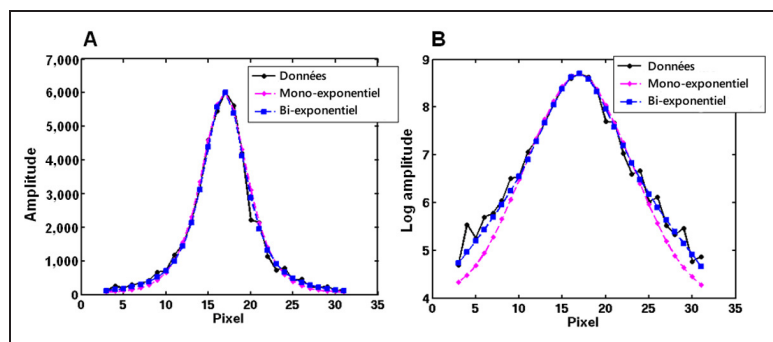 A
7,000
6,000
5,000
4,000
3,000
2,000
1,000
0
0 5 10 15 20 25 30 35
Amplitude
Pixel
Données
Mono-exponentiel
Bi-exponentiel
B
9
8
7
6
5
4
0 5 10 15 20 25 30 35
Log amplitude
Pixel
Données
Mono-exponentiel
Bi-exponentiel